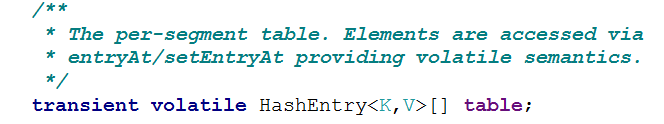 /**
* The per-segment table. Elements are accessed via
* entryAt/setEntryAt providing volatile semantics.
*/
transient volatile HashEntry<K,V>[] table;